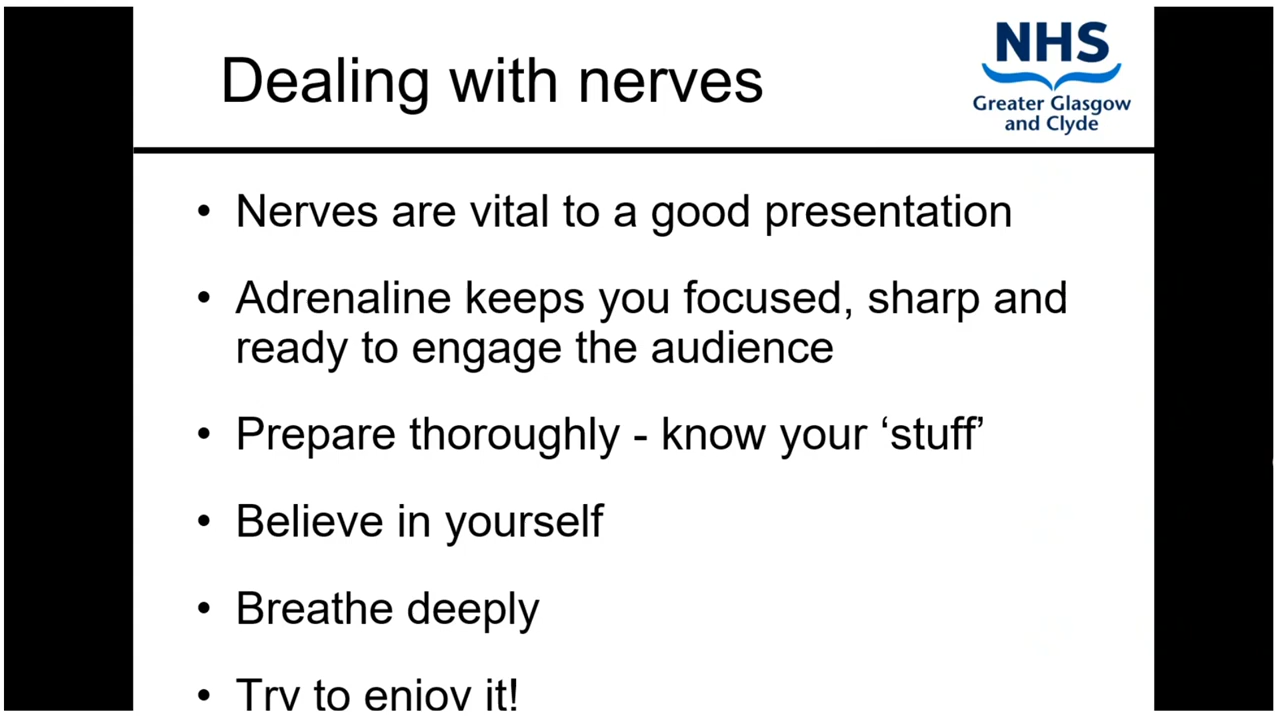 Dealing with nerves
NHS
Greater Glasgow
and Clyde
• Nerves are vital to a good presentation
• Adrenaline keeps you focused, sharp and
ready to engage the audience
• Prepare thoroughly - know your ‘stuff’
• Believe in yourself
• Breathe deeply
• Try to enjoy it!